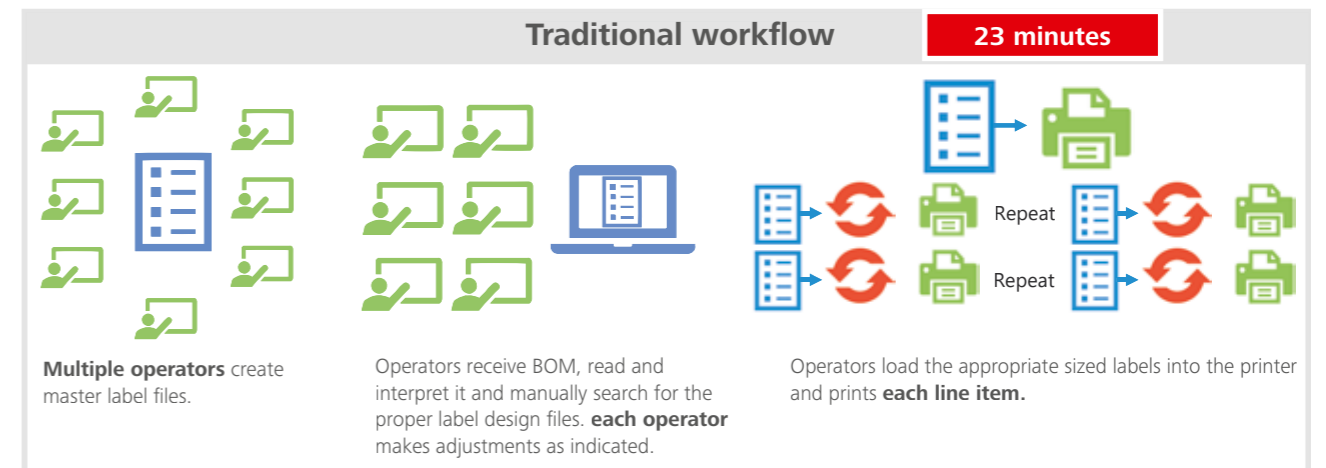 Traditional workflow
23 minutes
Repeat
Repeat
Multiple operators create
master label files.
Operators receive BOM, read and
interpret it and manually search for the
proper label design files. each operator
makes adjustments as indicated.
Operators load the appropriate sized labels into the printer
and prints each line item.